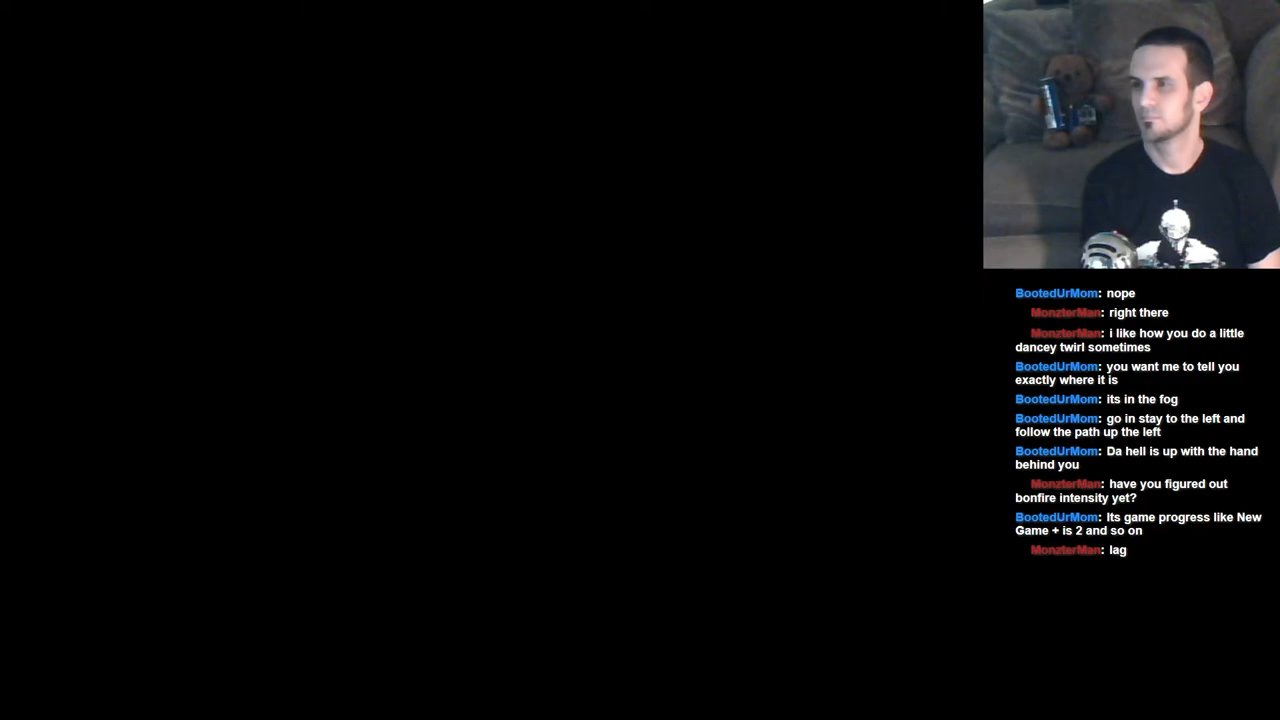 BootedUrMom: nope
MonzterMan: right there
MonzterMan: i like how you do a little
dancey twirl sometimes
BootedUrMom: you want me to tell you
exactly where it is
BootedUrMom: its in the fog
BootedUrMom: go in stay to the left and
follow the path up the left
BootedUrMom: Da hell is up with the hand
behind you
MonzterMan: have you figured out
bonfire intensity yet?
BootedUrMom: Its game progress like New
Game + is 2 and so on
MonzterMan: lag